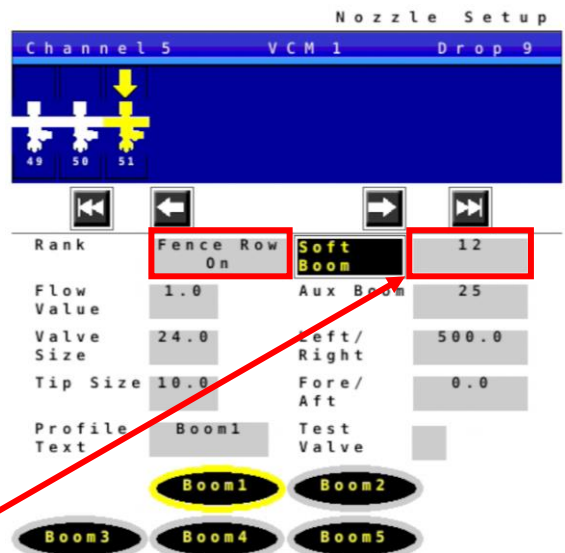 Nozzle Setup
Channel 5 VCM 1 Drop 9
49 50 51
Rank Fence Row On Soft Boom 12
Flow Value 1.0 Aux Boom 25
Valve Size 24.0 Left/ Right 500.0
Tip Size 10.0 Fore/ Aft 0.0
Profile Text Boom1 Test Valve
Boom1 Boom2
Boom3 Boom4 Boom5